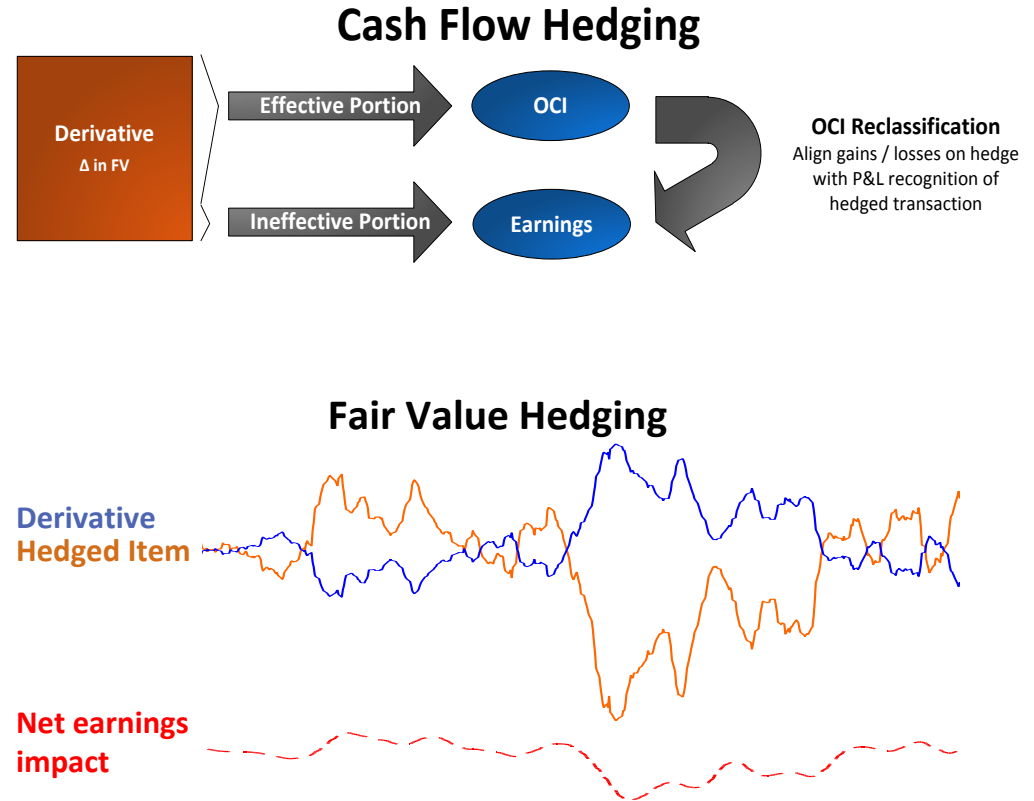 Cash Flow Hedging
Derivative
Δ in FV
Effective Portion
OCI
Ineffective Portion
Earnings
OCI Reclassification
Align gains / losses on hedge
with P&L recognition of
hedged transaction
Fair Value Hedging
Derivative
Hedged Item
Net earnings
impact